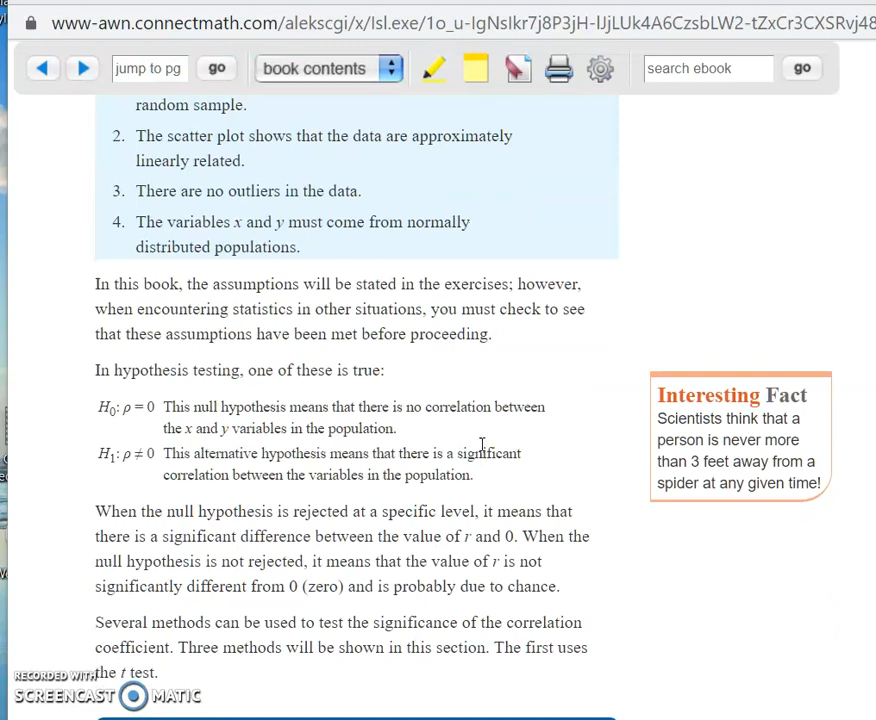 www-awn.connectmath.com/alekscgi/x/Isl.exe/1o_u-IgNsIkr7j8P3jH-lJjLUk4A6CzsbLW2-tZxCr3CXSRvj48
jump to pg go book contents search ebook go
random sample.
2. The scatter plot shows that the data are approximately
linearly related.
3. There are no outliers in the data.
4. The variables x and y must come from normally
distributed populations.
In this book, the assumptions will be stated in the exercises; however,
when encountering statistics in other situations, you must check to see
that these assumptions have been met before proceeding.
In hypothesis testing, one of these is true:
H0: ρ = 0 This null hypothesis means that there is no correlation between
the x and y variables in the population.
H1: ρ ≠ 0 This alternative hypothesis means that there is a significant
correlation between the variables in the population.
When the null hypothesis is rejected at a specific level, it means that
there is a significant difference between the value of r and 0. When the
null hypothesis is not rejected, it means that the value of r is not
significantly different from 0 (zero) and is probably due to chance.
Several methods can be used to test the significance of the correlation
coefficient. Three methods will be shown in this section. The first uses
the t test.
Interesting Fact
Scientists think that a
person is never more
than 3 feet away from a
spider at any given time!
RECORDED WITH
SCREENCAST MATIC